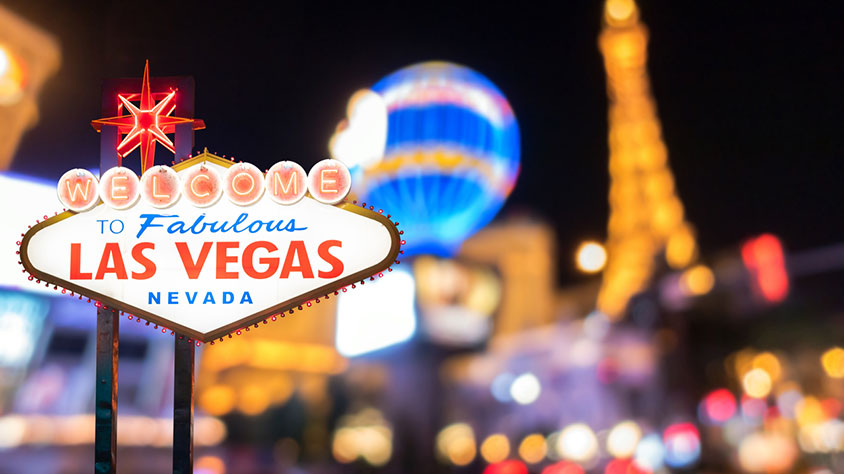 WELCOME
TO Fabulous
LAS VEGAS
NEVADA